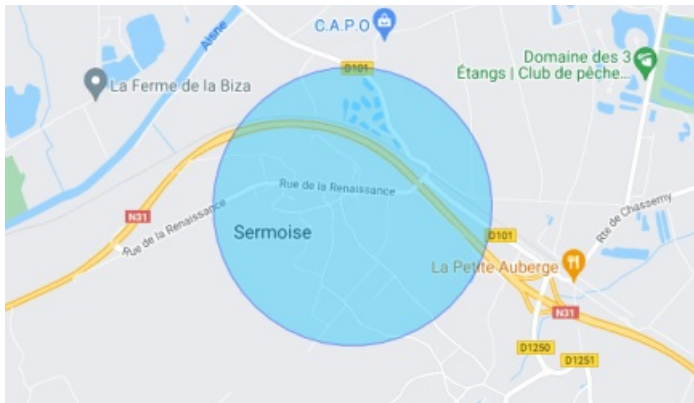 C.A.P.O
Aisne
D101
Domaine des 3
Étangs | Club de pêche...
La Ferme de la Biza
Rue de la Renaissance
N31
Rue de la Renaissance
Sermoise
D101
Rte de Chassemy
La Petite Auberge
N31
D1250
D1251